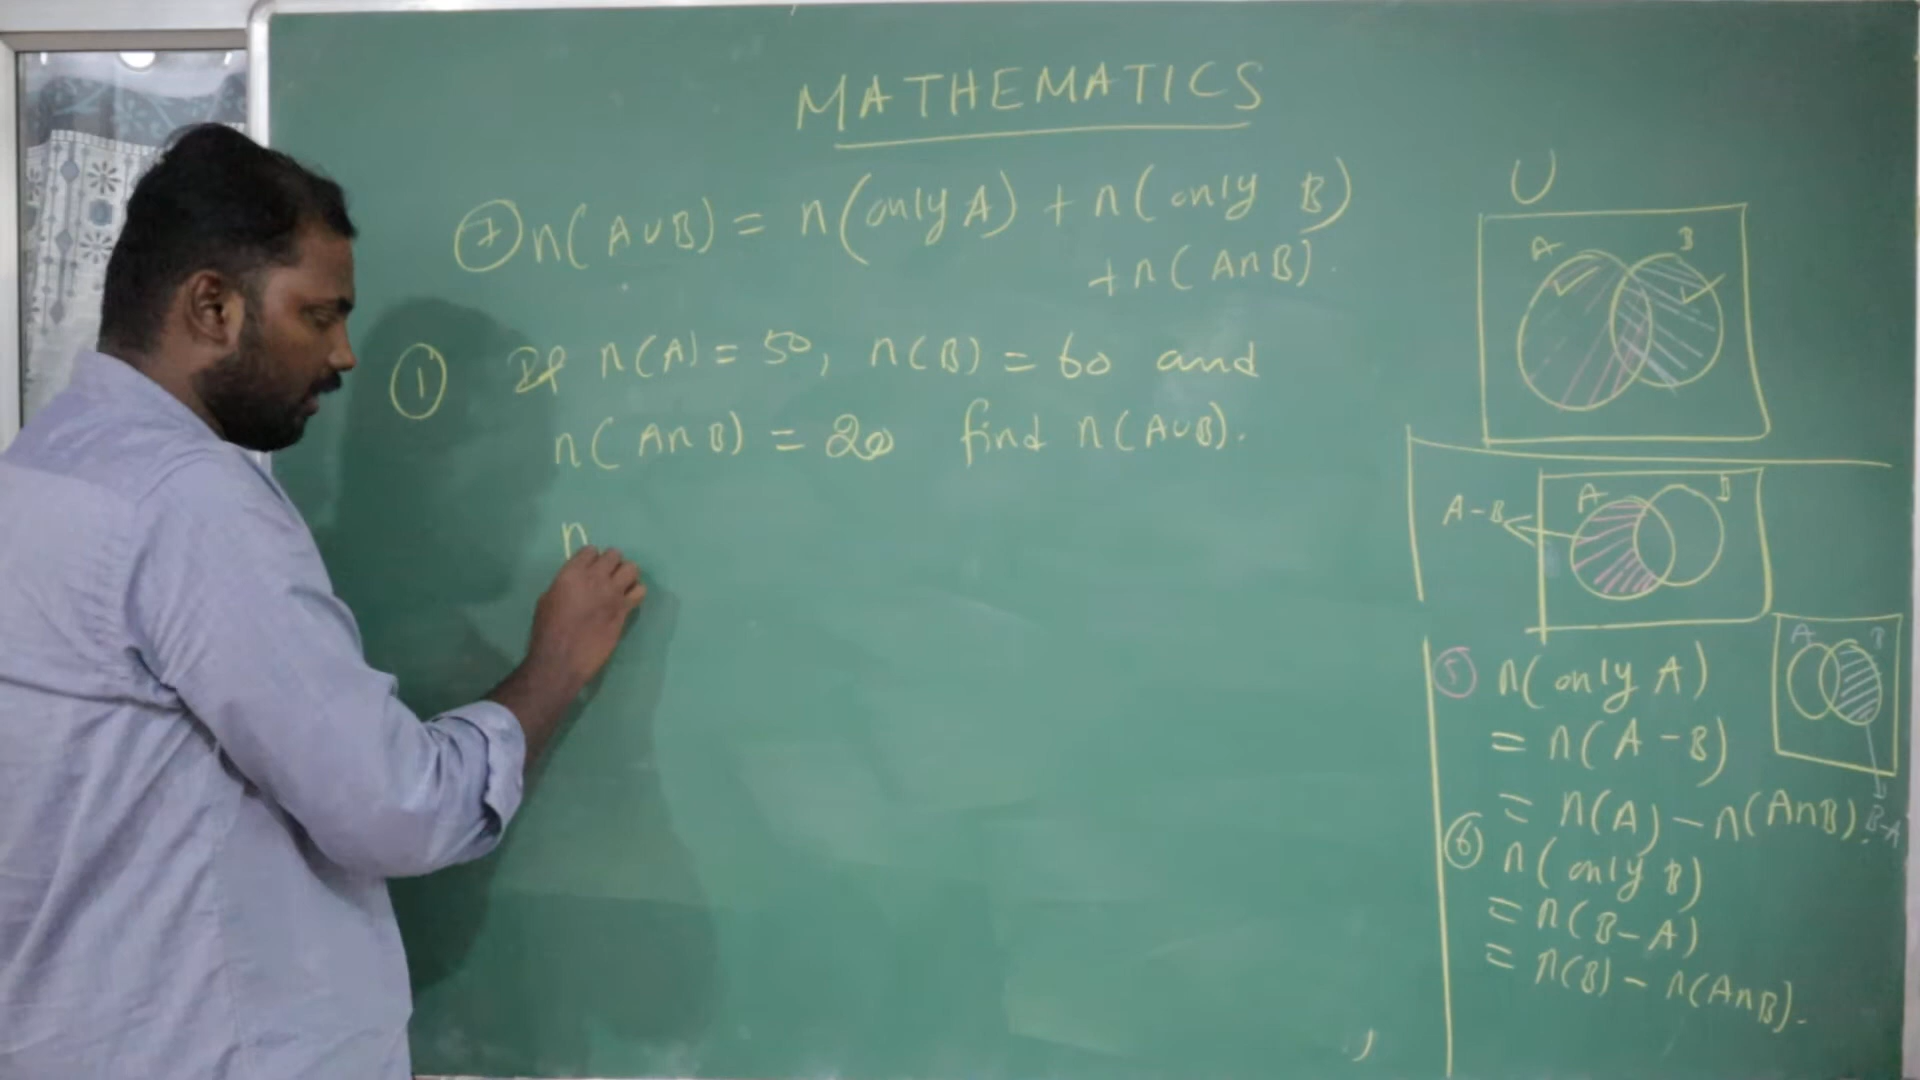 MATHEMATICS
⑦ n(A∪B) = n(only A) + n(only B)
+ n(A∩B).
① If n(A) = 50, n(B) = 60 and
n(A∩B) = 20 find n(A∪B).
n
U
A B
A-B A B
A B
B-A
⑤ n(only A)
= n(A-B)
= n(A) - n(A∩B).
⑥ n(only B)
= n(B-A)
= n(B) - n(A∩B).